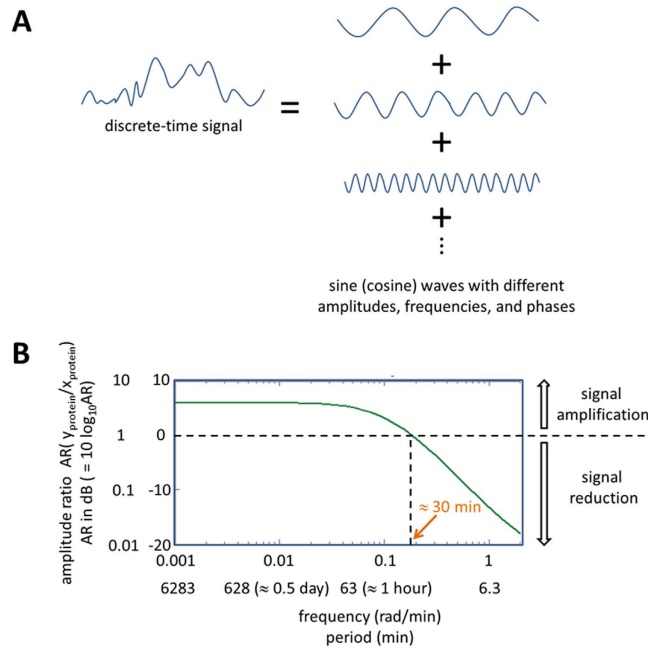 A
+
=
discrete-time signal
+
+
⋮
sine (cosine) waves with different
amplitudes, frequencies, and phases
B
amplitude ratio AR( y_protein/x_protein)
AR in dB ( = 10 log_10AR)
10 10
1 0
0.1 -10
0.01 -20
≈ 30 min
signal
amplification
signal
reduction
0.001 0.01 0.1 1
6283 628 (≈ 0.5 day) 63 (≈ 1 hour) 6.3
frequency (rad/min)
period (min)